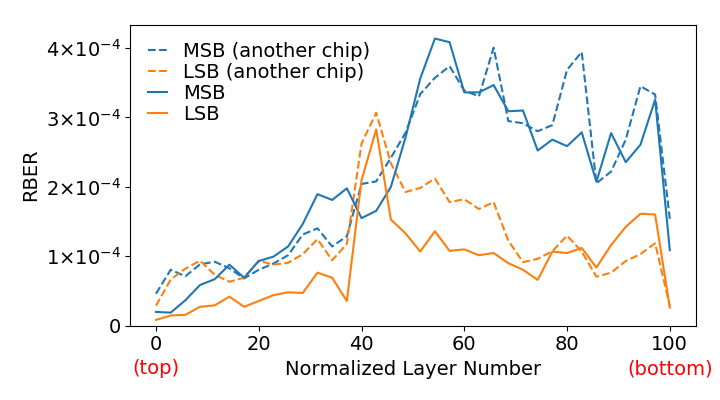 4×10⁻⁴
3×10⁻⁴
2×10⁻⁴
1×10⁻⁴
0
RBER
MSB (another chip)
LSB (another chip)
MSB
LSB
0 20 40 60 80 100
(top) Normalized Layer Number (bottom)